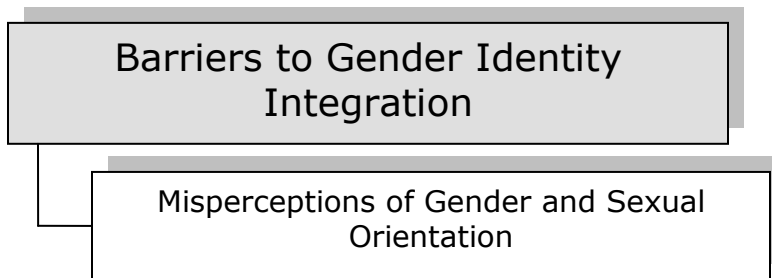 Barriers to Gender Identity
Integration
Misperceptions of Gender and Sexual
Orientation